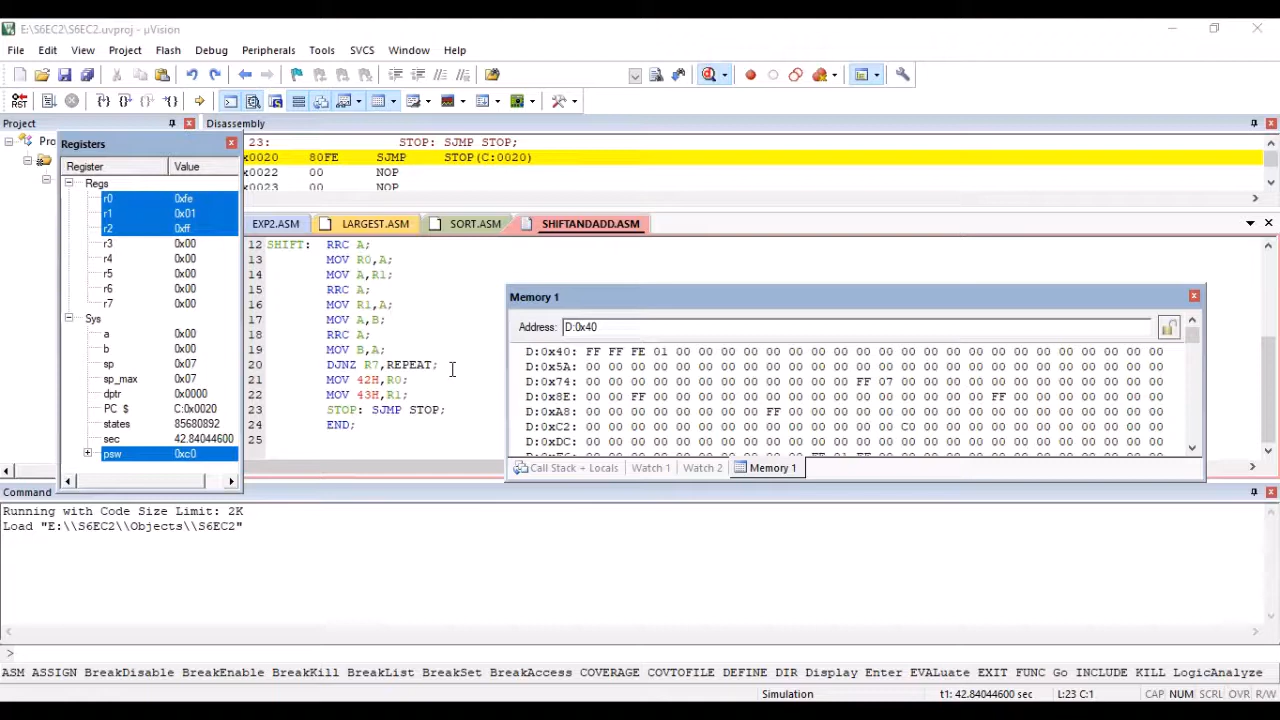 E:\S6EC2\S6EC2.uvproj - µVision
File Edit View Project Flash Debug Peripherals Tools SVCS Window Help
Project
Disassembly
Pro
Registers
Register Value
Regs
r0 0xfe
r1 0x01
r2 0xff
r3 0x00
r4 0x00
r5 0x00
r6 0x00
r7 0x00
Sys
a 0x00
b 0x00
sp 0x07
sp_max 0x07
dptr 0x0000
PC $ C:0x0020
states 85680892
sec 42.84044600
psw 0xc0
23: STOP: SJMP STOP;
x0020 80FE SJMP STOP(C:0020)
x0022 00 NOP
x0023 00 NOP
EXP2.ASM LARGEST.ASM SORT.ASM SHIFTANDADD.ASM
12 SHIFT: RRC A;
13 MOV R0,A;
14 MOV A,R1;
15 RRC A;
16 MOV R1,A;
17 MOV A,B;
18 RRC A;
19 MOV B,A;
20 DJNZ R7,REPEAT;
21 MOV 42H,R0;
22 MOV 43H,R1;
23 STOP: SJMP STOP;
24 END;
25
Memory 1
Address: D:0x40
D:0x40: FF FF FE 01 00 00 00 00 00 00 00 00 00 00 00 00 00 00 00 00 00 00 00 00 00 00
D:0x5A: 00 00 00 00 00 00 00 00 00 00 00 00 00 00 00 00 00 00 00 00 00 00 00 00 00 00
D:0x74: 00 00 00 00 00 00 00 00 00 00 00 00 FF 07 00 00 00 00 00 00 00 00 00 00 00 00
D:0x8E: 00 00 FF 00 00 00 00 00 00 00 00 00 00 00 00 00 00 00 FF 00 00 00 00 00 00 00
D:0xA8: 00 00 00 00 00 00 00 00 FF 00 00 00 00 00 00 00 00 00 00 00 00 00 00 00 00 00
D:0xC2: 00 00 00 00 00 00 00 00 00 00 00 00 00 00 C0 00 00 00 00 00 00 00 00 00 00 00
D:0xDC: 00 00 00 00 00 00 00 00 00 00 00 00 00 00 00 00 00 00 00 00 00 00 00 00 00 00
Call Stack + Locals Watch 1 Watch 2 Memory 1
Command
Running with Code Size Limit: 2K
Load "E:\\S6EC2\\Objects\\S6EC2"
>
ASM ASSIGN BreakDisable BreakEnable BreakKill BreakList BreakSet BreakAccess COVERAGE COVTOFILE DEFINE DIR Display Enter EVALuate EXIT FUNC Go INCLUDE KILL LogicAnalyze
Simulation t1: 42.84044600 sec L:23 C:1 CAP NUM SCRL OVR R/W